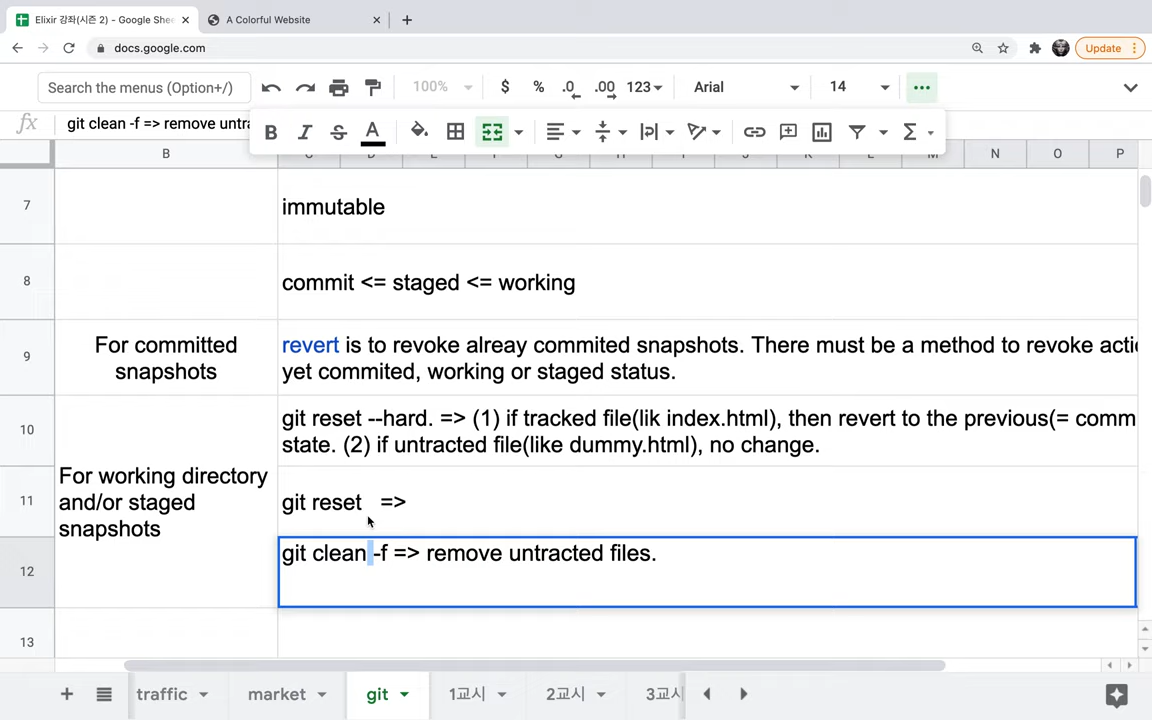 Elixir 강좌(시즌 2) - Google Shee
A Colorful Website
docs.google.com
Update
Search the menus (Option+/)
100%
$ % .0 .00 123
Arial
14
fx
git clean -f => remove untra
B I S A
B C D E F G H I J K L M N O P
7
immutable
8
commit <= staged <= working
9
For committed
snapshots
revert is to revoke alreay commited snapshots. There must be a method to revoke actio
yet commited, working or staged status.
10
git reset --hard. => (1) if tracked file(lik index.html), then revert to the previous(= comm
state. (2) if untracted file(like dummy.html), no change.
For working directory
and/or staged
snapshots
11
git reset =>
12
git clean -f => remove untracted files.
13
traffic
market
git
1교시
2교시
3교시